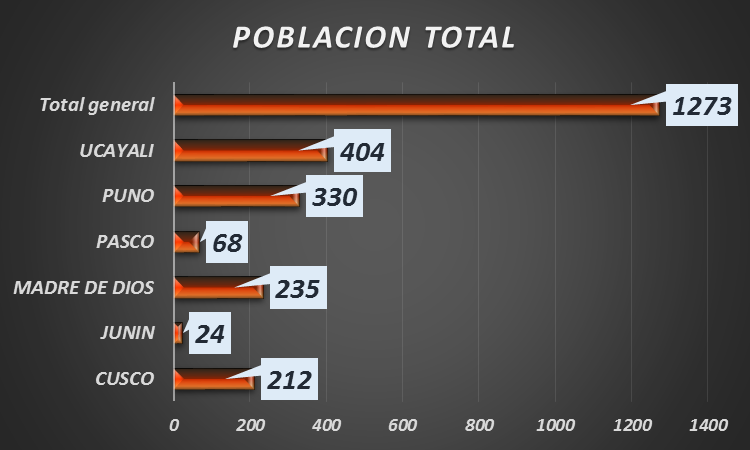 POBLACION TOTAL
Total general 1273
UCAYALI 404
PUNO 330
PASCO 68
MADRE DE DIOS 235
JUNIN 24
CUSCO 212
0 200 400 600 800 1000 1200 1400